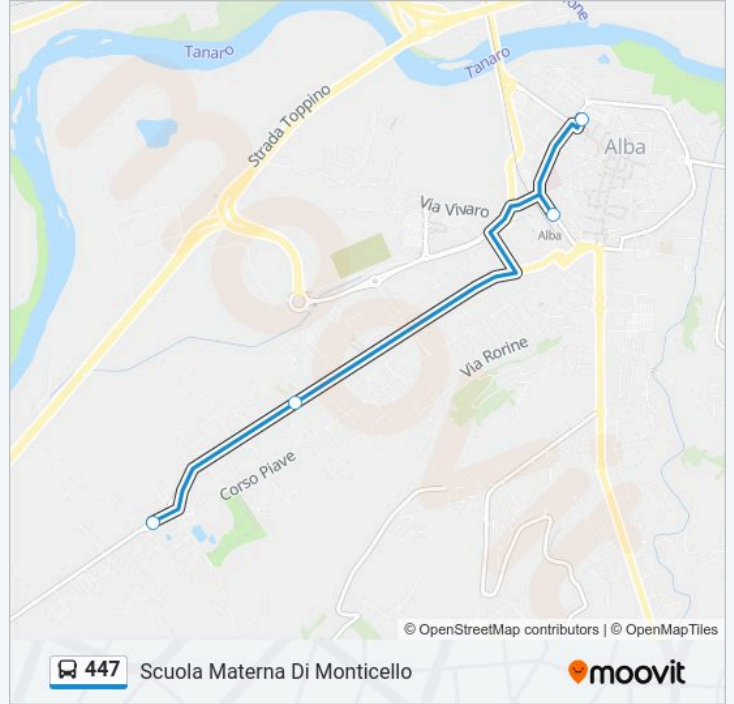 Tanaro
Tanaro
Strada Toppino
Alba
Via Vivaro
Alba
Via Rorine
Corso Piave
moovit
© OpenStreetMap contributors | © OpenMapTiles
447 Scuola Materna Di Monticello
moovit